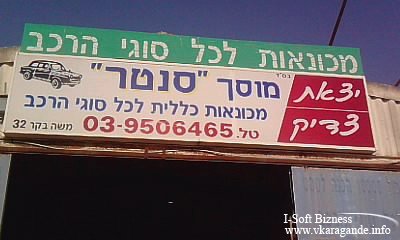 מכונאות לכל סוגי הרכב
בס"ד
מוסך "סנטר"
יצאת
צדיק
מכונאות כללית לכל סוגי הרכב
טל. 03-9506465
משה בקר 32
I-Soft Bizness
www.vkaragande.info